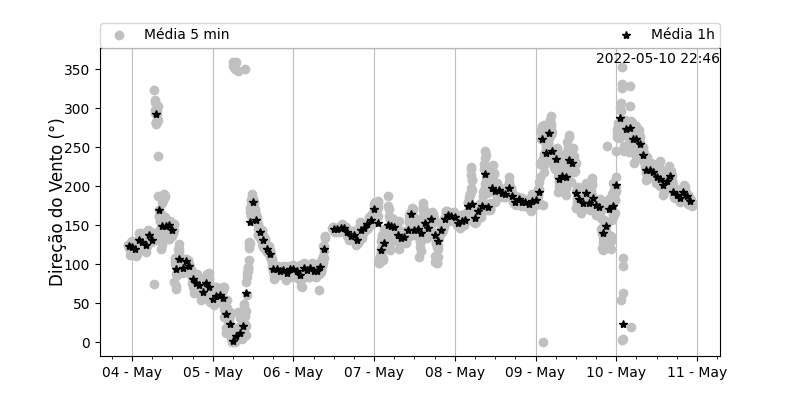 Média 5 min
Média 1h
2022-05-10 22:46
Direção do Vento (°)
350
300
250
200
150
100
50
0
04 - May
05 - May
06 - May
07 - May
08 - May
09 - May
10 - May
11 - May